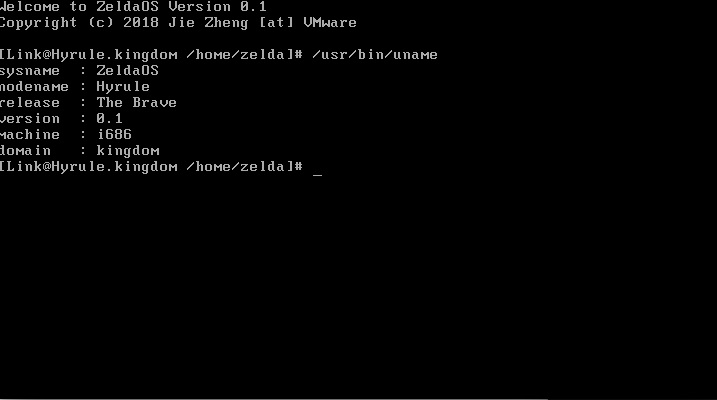 Welcome to ZeldaOS Version 0.1
Copyright (c) 2018 Jie Zheng [at] VMware
[Link@Hyrule.kingdom /home/zelda]# /usr/bin/uname
sysname  : ZeldaOS
nodename : Hyrule
release  : The Brave
version  : 0.1
machine  : i686
domain   : kingdom
[Link@Hyrule.kingdom /home/zelda]# _